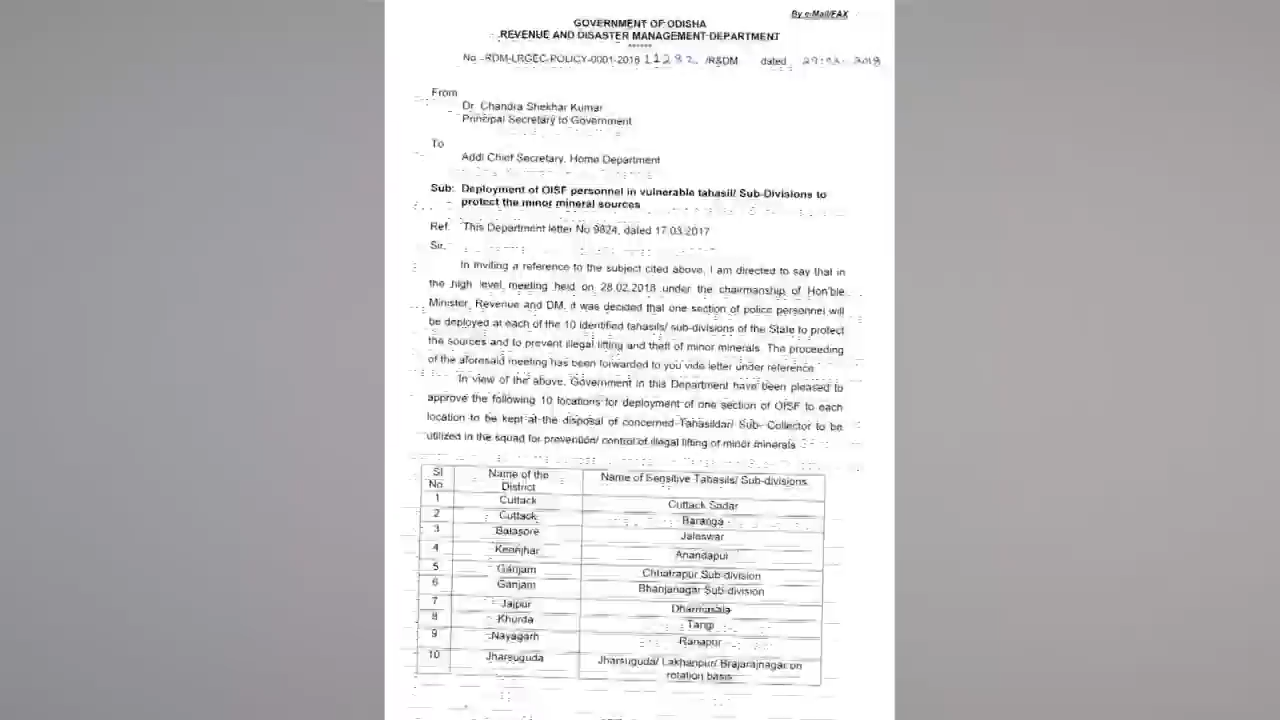 By e-Mail/FAX
GOVERNMENT OF ODISHA
REVENUE AND DISASTER MANAGEMENT DEPARTMENT
******
No -RDM-LRGEC-POLICY-0001-2016 11282 /R&DM dated 2018
From
Dr. Chandra Shekhar Kumar
Principal Secretary to Government
To
Addl Chief Secretary, Home Department
Sub: Deployment of OISF personnel in vulnerable tahasil/ Sub-Divisions to
protect the minor mineral sources
Ref. This Department letter No 9824, dated 17.03.2017
Sir,
In inviting a reference to the subject cited above, I am directed to say that in
the high level meeting held on 28.02.2018 under the chairmanship of Hon'ble
Minister, Revenue and DM, it was decided that one section of police personnel will
be deployed at each of the 10 identified tahasils/ sub-divisions of the State to protect
the sources and to prevent illegal lifting and theft of minor minerals. The proceeding
of the aforesaid meeting has been forwarded to you vide letter under reference
In view of the above, Government in this Department have been pleased to
approve the following 10 locations for deployment of one section of OISF to each
location to be kept at the disposal of concerned Tahasildar/ Sub- Collector to be
utilized in the squad for prevention/ control of illegal lifting of minor minerals
Sl No Name of the District Name of Sensitive Tahasils/ Sub-divisions
1 Cuttack Cuttack Sadar
2 Cuttack Baranga
3 Balasore Jaleswar
4 Keonjhar Anandapur
5 Ganjam Chhatrapur Sub-division
6 Ganjam Bhanjanagar Sub-division
7 Jajpur Dharmasala
8 Khurda Tangi
9 Nayagarh Ranapur
10 Jharsuguda Jharsuguda/ Lakhanpur/ Brajarajnagar on
rotation basis